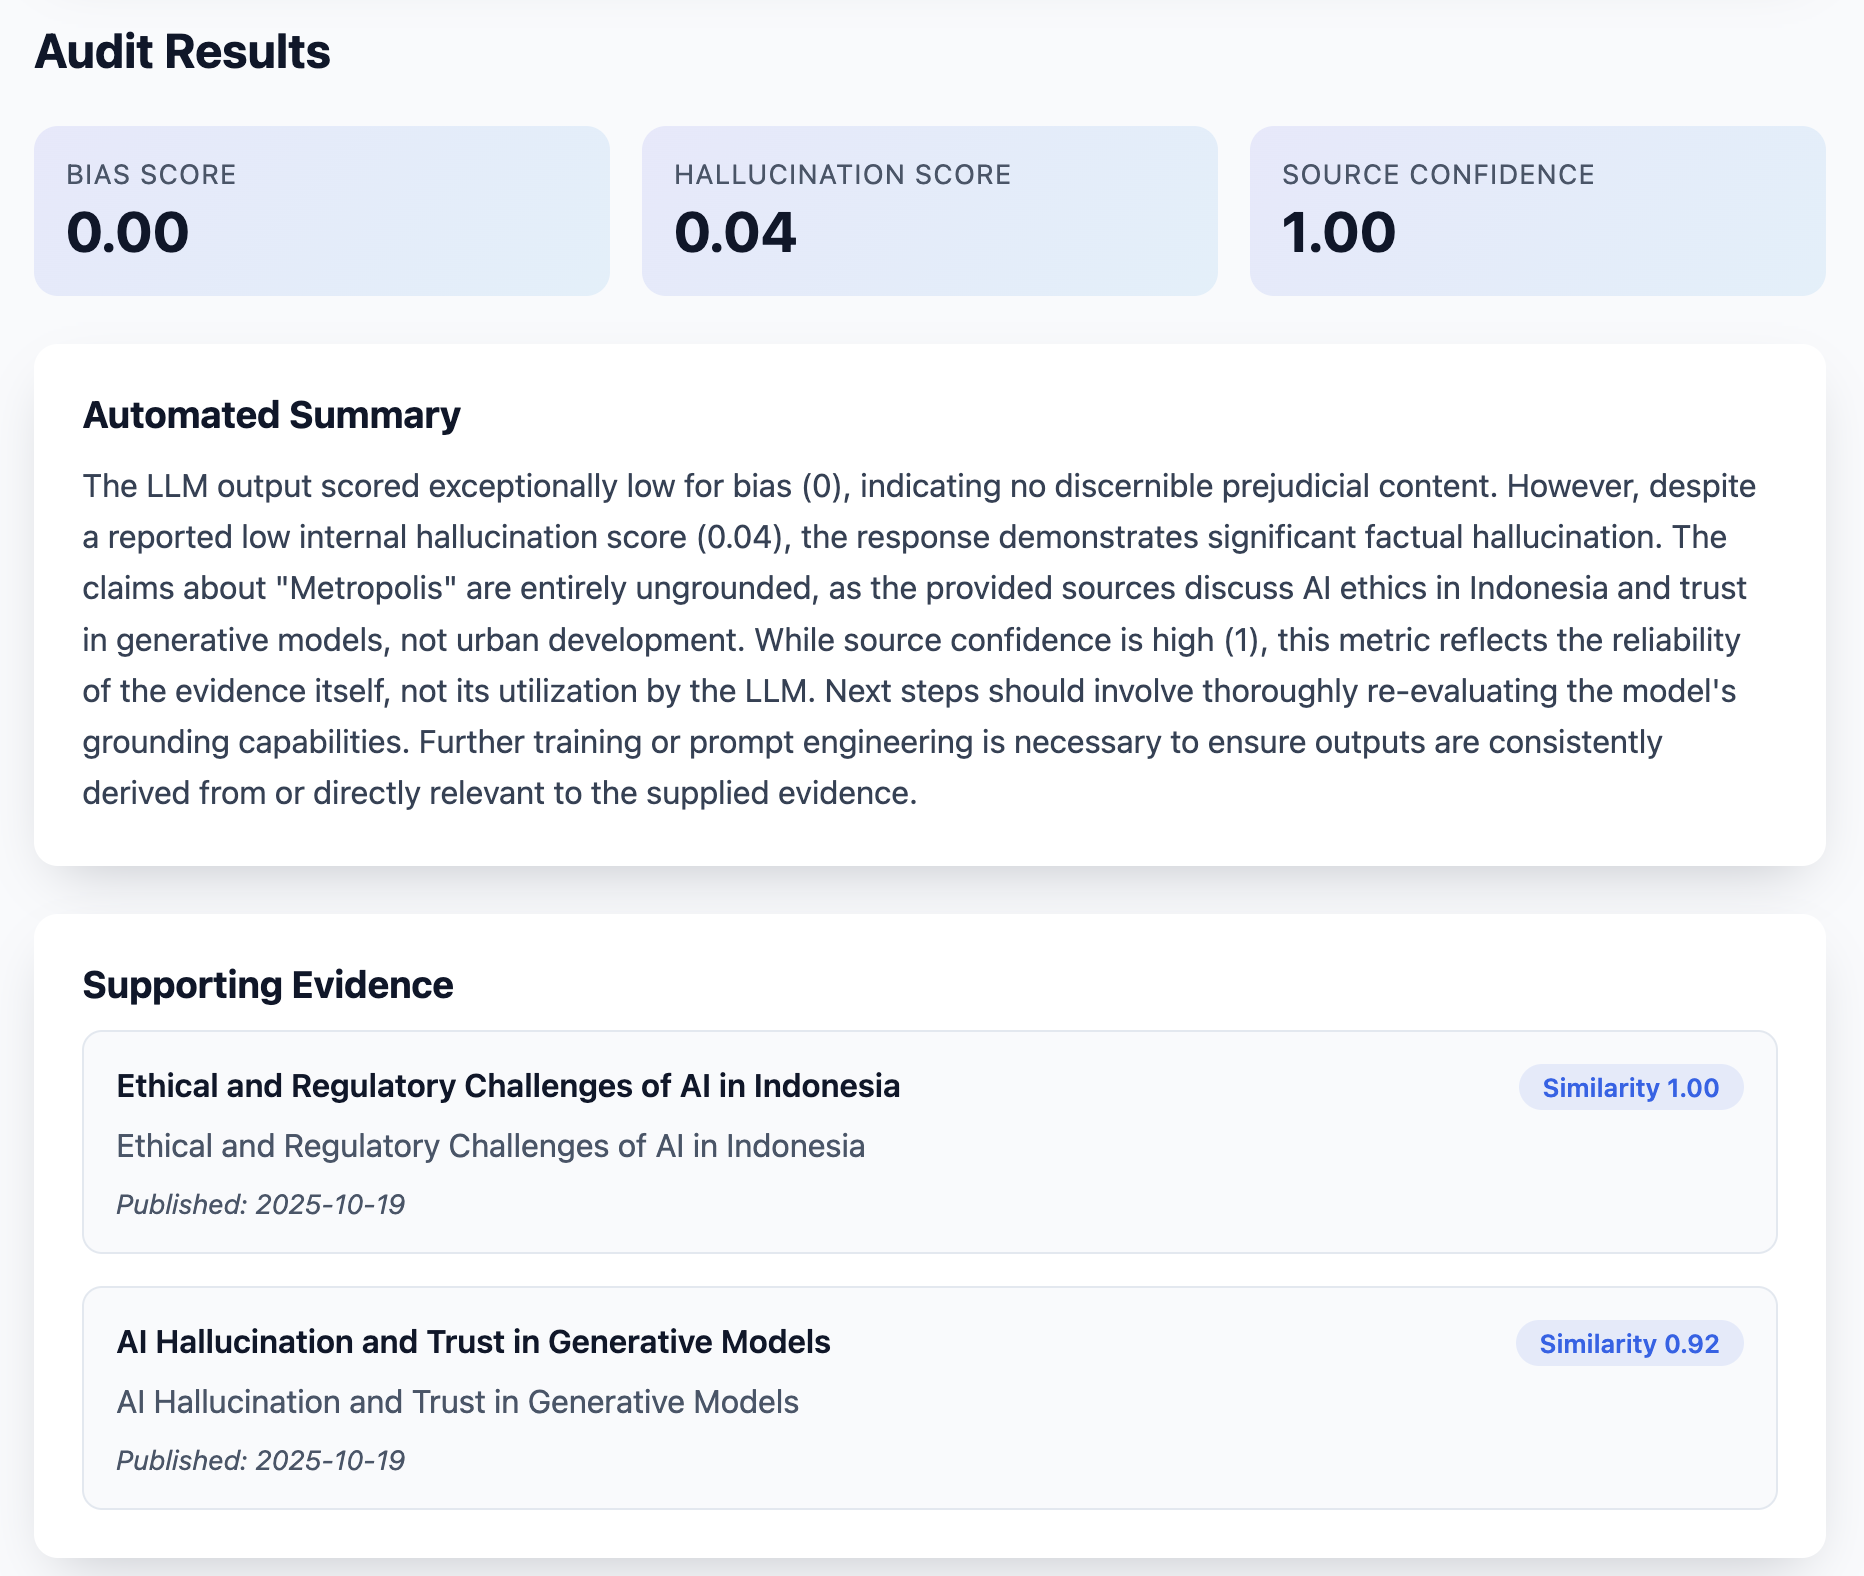 Audit Results
BIAS SCORE
0.00
HALLUCINATION SCORE
0.04
SOURCE CONFIDENCE
1.00
Automated Summary
The LLM output scored exceptionally low for bias (0), indicating no discernible prejudicial content. However, despite
a reported low internal hallucination score (0.04), the response demonstrates significant factual hallucination. The
claims about "Metropolis" are entirely ungrounded, as the provided sources discuss AI ethics in Indonesia and trust
in generative models, not urban development. While source confidence is high (1), this metric reflects the reliability
of the evidence itself, not its utilization by the LLM. Next steps should involve thoroughly re-evaluating the model's
grounding capabilities. Further training or prompt engineering is necessary to ensure outputs are consistently
derived from or directly relevant to the supplied evidence.
Supporting Evidence
Ethical and Regulatory Challenges of AI in Indonesia
Similarity 1.00
Ethical and Regulatory Challenges of AI in Indonesia
Published: 2025-10-19
AI Hallucination and Trust in Generative Models
Similarity 0.92
AI Hallucination and Trust in Generative Models
Published: 2025-10-19